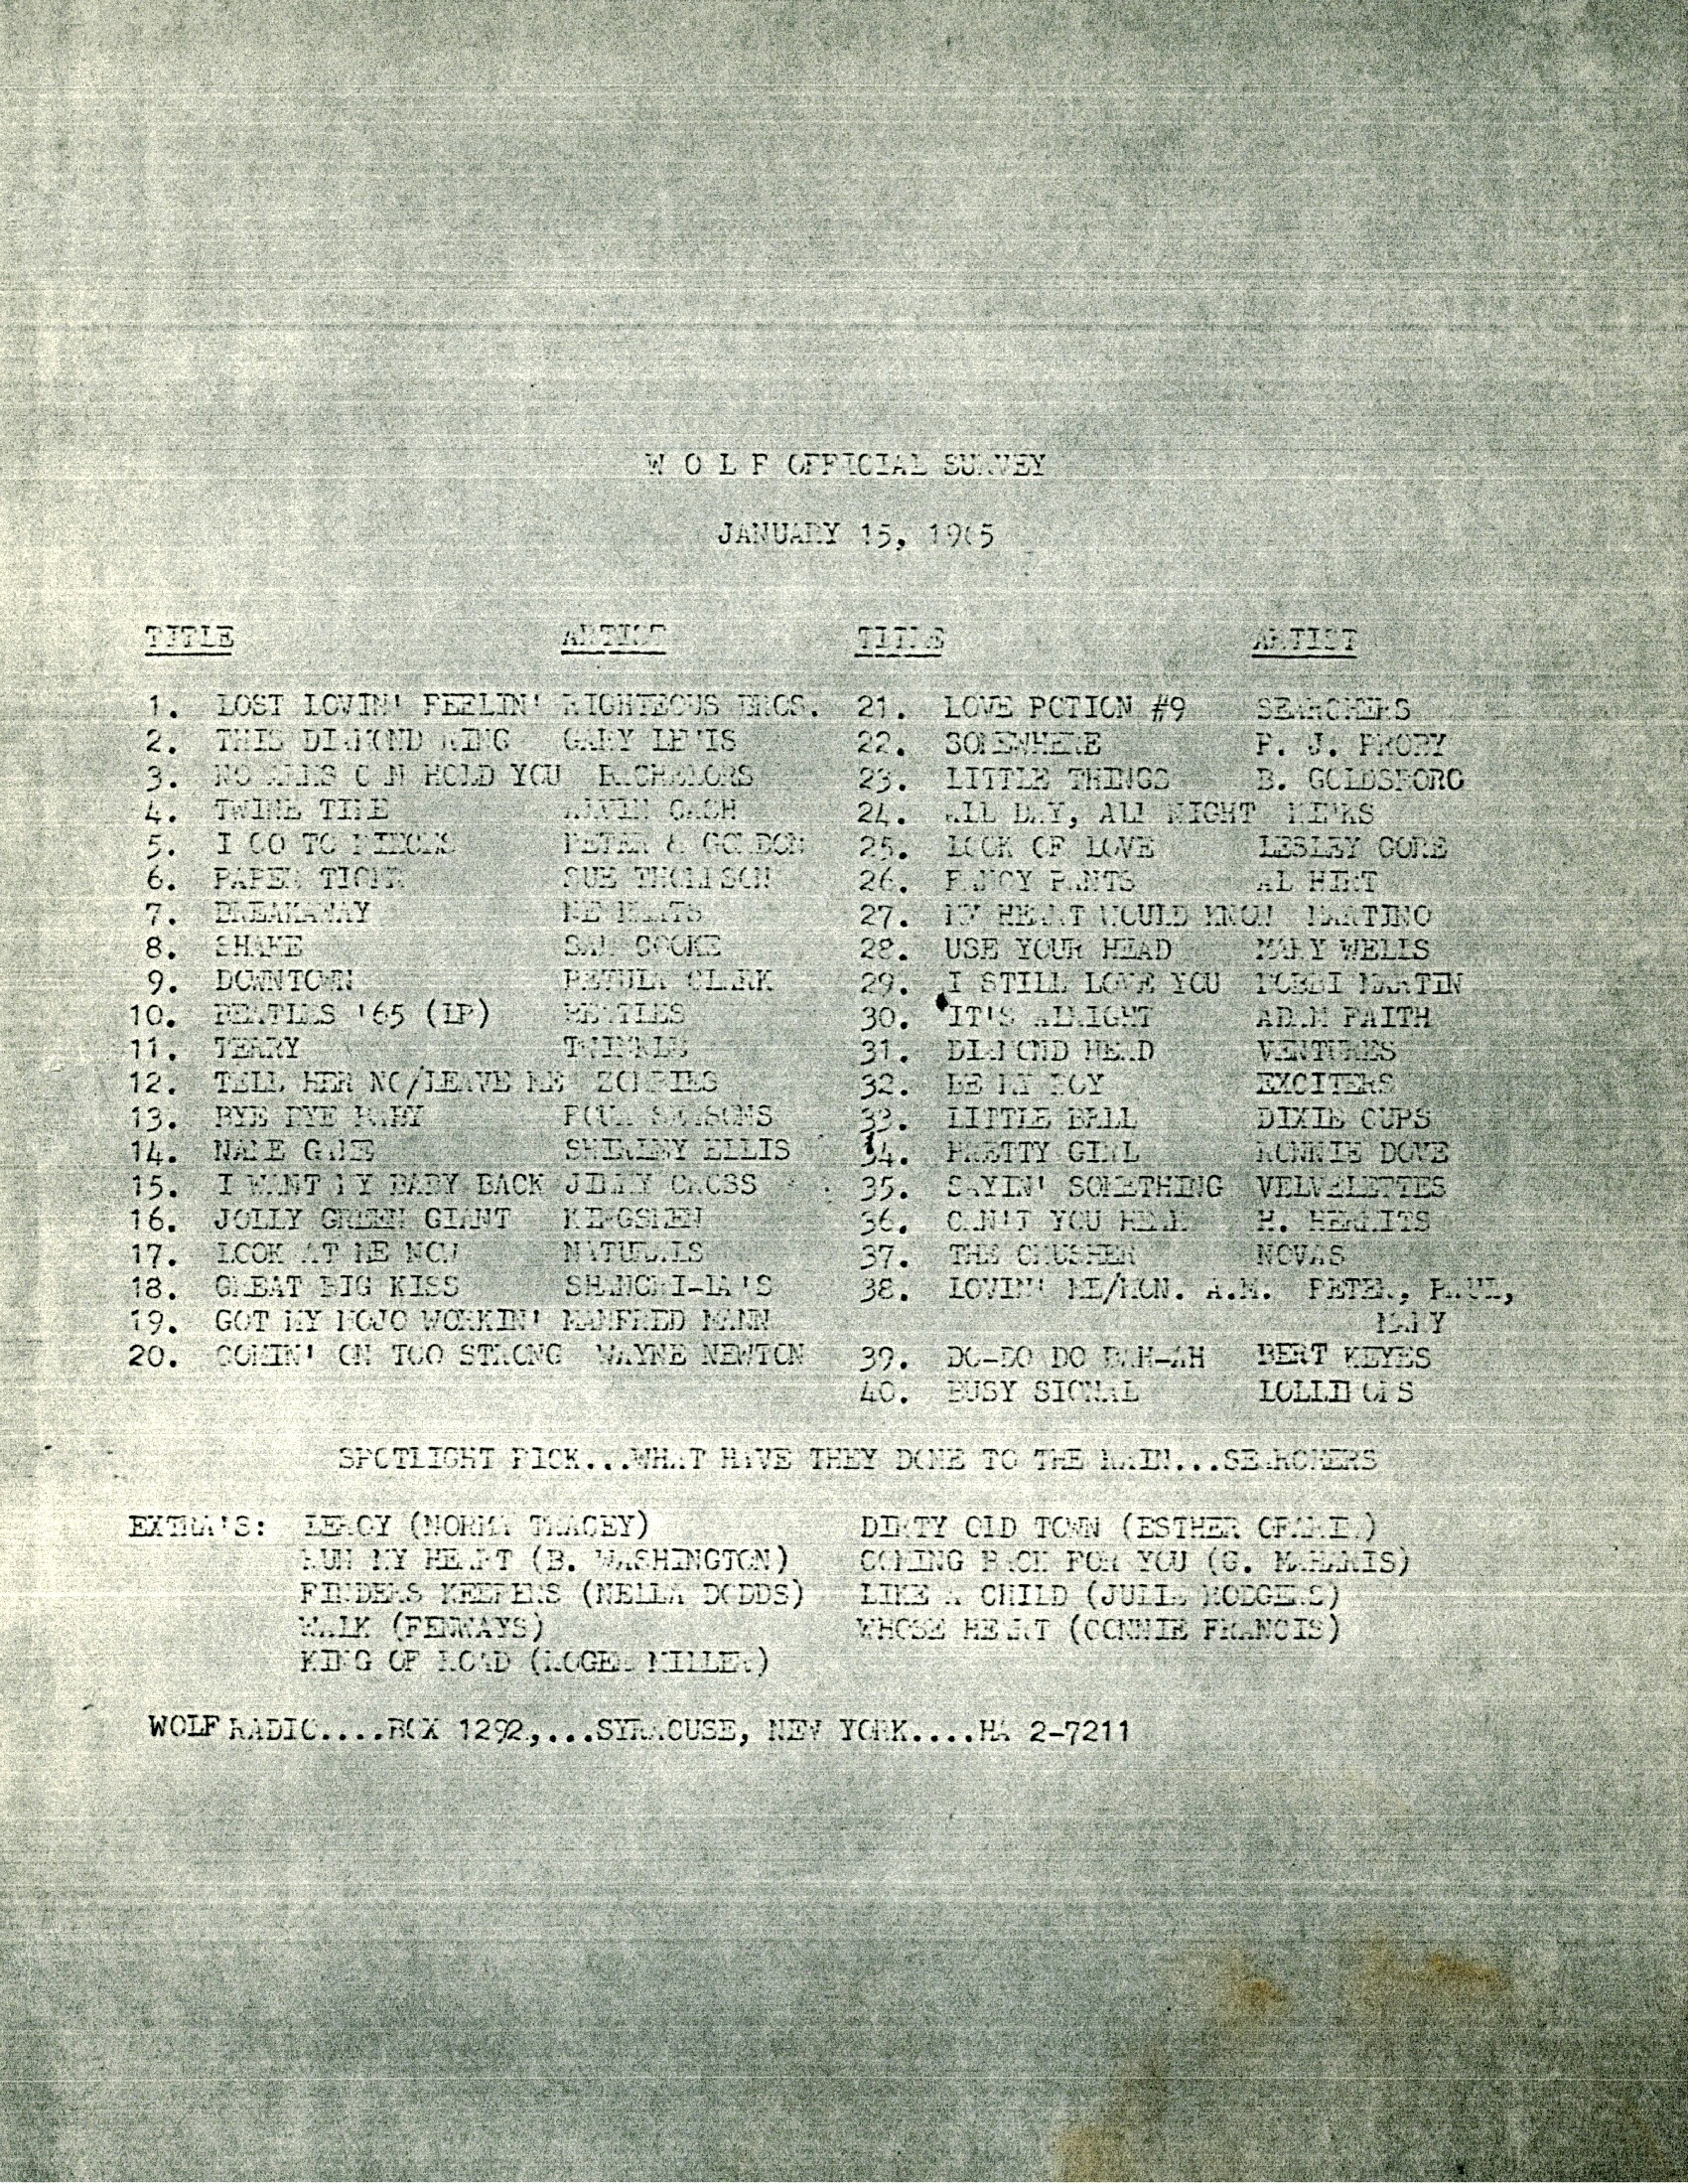 W O L F OFFICIAL SURVEY
JANUARY 15, 1965
TITLE ARTIST TITLE ARTIST
1. LOST LOVIN' FEELIN' RIGHTEOUS BROS. 21. LOVE POTION #9 SEARCHERS
2. THIS DIAMOND RING GARY LEWIS 22. SOMEWHERE P. J. PROBY
3. NO ARMS CAN HOLD YOU BACHELORS 23. LITTLE THINGS B. GOLDSBORO
4. TWINE TIME ALVIN CASH 24. ALL DAY, ALL NIGHT KINKS
5. I GO TO PIECES PETER & GORDON 25. LOOK OF LOVE LESLEY GORE
6. PAPER TIGER SUE THOMPSON 26. FANCY PANTS AL HIRT
7. BREAKAWAY NEWBEATS 27. MY HEART WOULD KNOW MARTINO
8. SHAKE SAM COOKE 28. USE YOUR HEAD MARY WELLS
9. DOWNTOWN PETULA CLARK 29. I STILL LOVE YOU BOBBI MARTIN
10. BEATLES '65 (LP) BEATLES 30. IT'S ALRIGHT ADAM FAITH
11. TERRY TWINKLE 31. DIAMOND HEAD VENTURES
12. TELL HER NO/LEAVE ME ZOMBIES 32. BE MY BOY EXCITERS
13. BYE BYE BABY FOUR SEASONS 33. LITTLE BELL DIXIE CUPS
14. NAME GAME SHIRLEY ELLIS 34. PRETTY GIRL RONNIE DOVE
15. I WANT MY BABY BACK JIMMY CROSS 35. SAYIN' SOMETHING VELVELETTES
16. JOLLY GREEN GIANT KINGSMEN 36. CAN'T YOU HEAR H. HERMITS
17. LOOK AT ME NOW NATURALS 37. THE CRUSHER NOVAS
18. GREAT BIG KISS SHANGRI-LA'S 38. LOVIN' ME/MON. A.M. PETER, PAUL,
19. GOT MY MOJO WORKIN' MANFRED MANN MARY
20. COMIN' ON TOO STRONG WAYNE NEWTON 39. DO-DO DO BAH-AH BERT KEYES
40. BUSY SIGNAL LOLLIPOPS
SPOTLIGHT PICK...WHAT HAVE THEY DONE TO THE RAIN...SEARCHERS
EXTRA'S: LEROY (NORMA TRACEY) DIRTY OLD TOWN (ESTHER
RUN MY HEART (B. WASHINGTON) COMING BACK FOR YOU (G. MAHARIS)
FINDERS KEEPERS (NELLA DODDS) LIKE A CHILD (JULIE RODGERS)
WALK (FENWAYS) WHOSE HEART (CONNIE FRANCIS)
KING OF ROAD (ROGER MILLER)
WOLF RADIO....BOX 1292,...SYRACUSE, NEW YORK....HA 2-7211